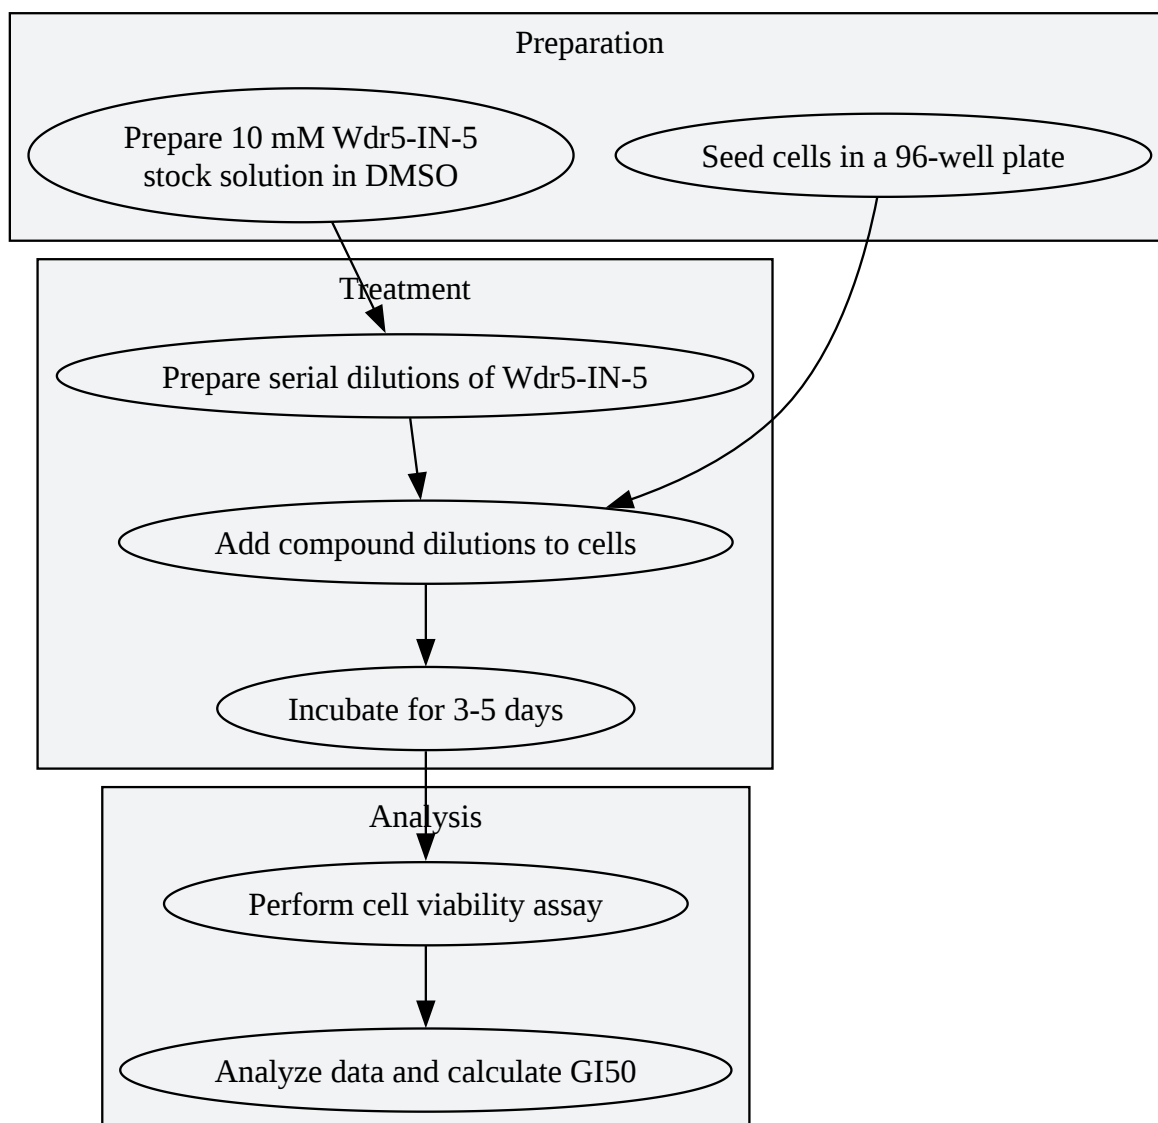 Preparation
Prepare 10 mM Wdr5-IN-5
stock solution in DMSO
Seed cells in a 96-well plate
Treatment
Prepare serial dilutions of Wdr5-IN-5
Add compound dilutions to cells
Incubate for 3-5 days
Analysis
Perform cell viability assay
Analyze data and calculate GI50